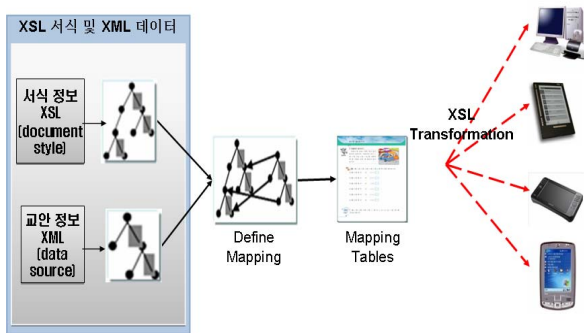 XSL 서식 및 XML 데이터
서식 정보
XSL
(document
style)
교안 정보
XML
(data
source)
Define
Mapping
Mapping
Tables
XSL
Transformation